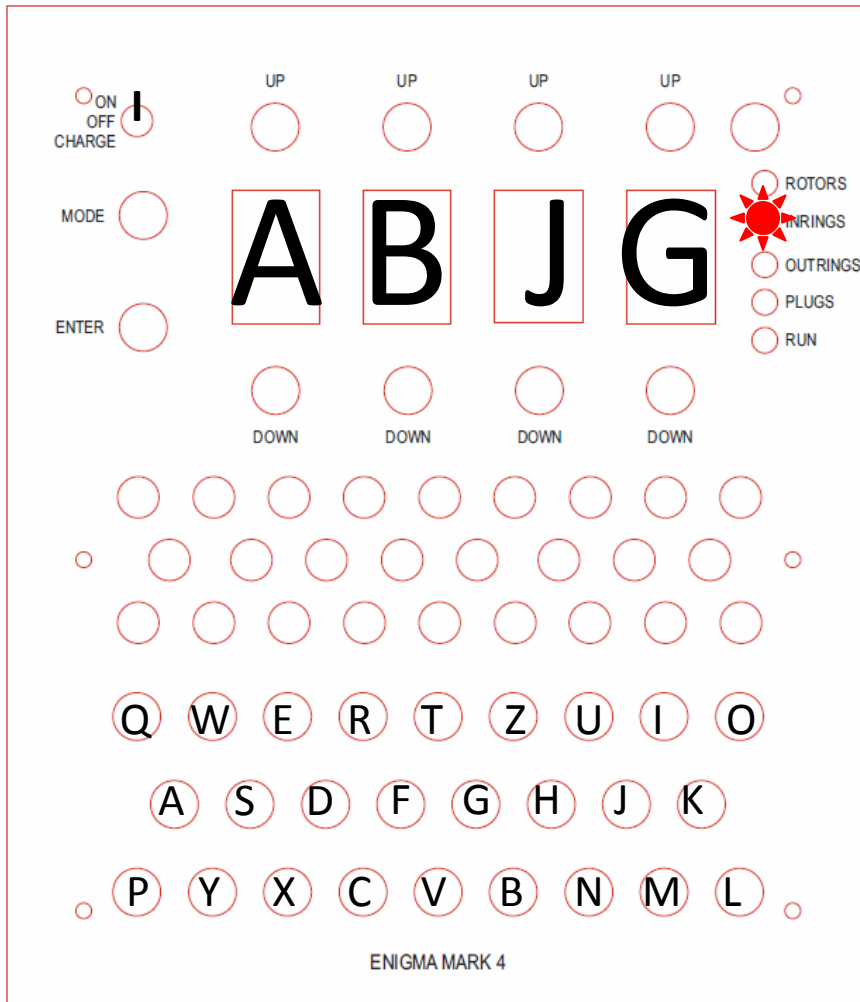 UP UP UP UP
ON
OFF
CHARGE
ROTORS
MODE
A B J G
INRINGS
OUTRINGS
PLUGS
ENTER
RUN
DOWN DOWN DOWN DOWN
Q W E R T Z U I O
A S D F G H J K
P Y X C V B N M L
ENIGMA MARK 4